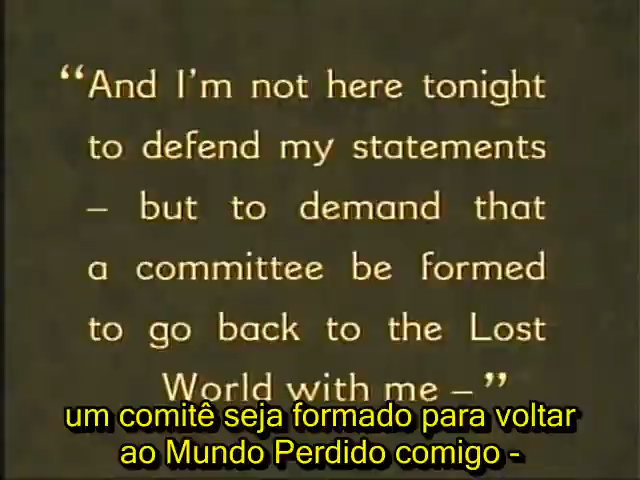 “And I’m not here tonight
to defend my statements
– but to demand that
a committee be formed
to go back to the Lost
World with me –”
um comitê seja formado para voltar
ao Mundo Perdido comigo -